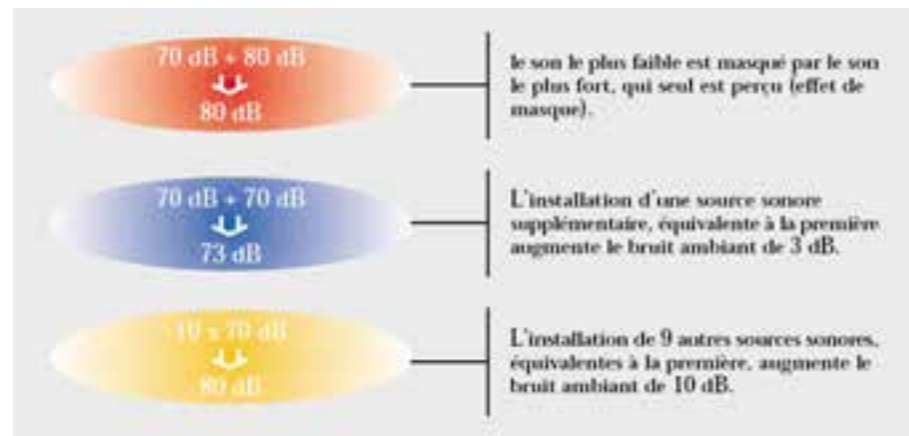 70 dB + 80 dB
80 dB
le son le plus faible est masqué par le son
le plus fort, qui seul est perçu (effet de
masque).
70 dB + 70 dB
73 dB
L'installation d'une source sonore
supplémentaire, équivalente à la première
augmente le bruit ambiant de 3 dB.
10 x 70 dB
80 dB
L'installation de 9 autres sources sonores,
équivalentes à la première, augmente le
bruit ambiant de 10 dB.